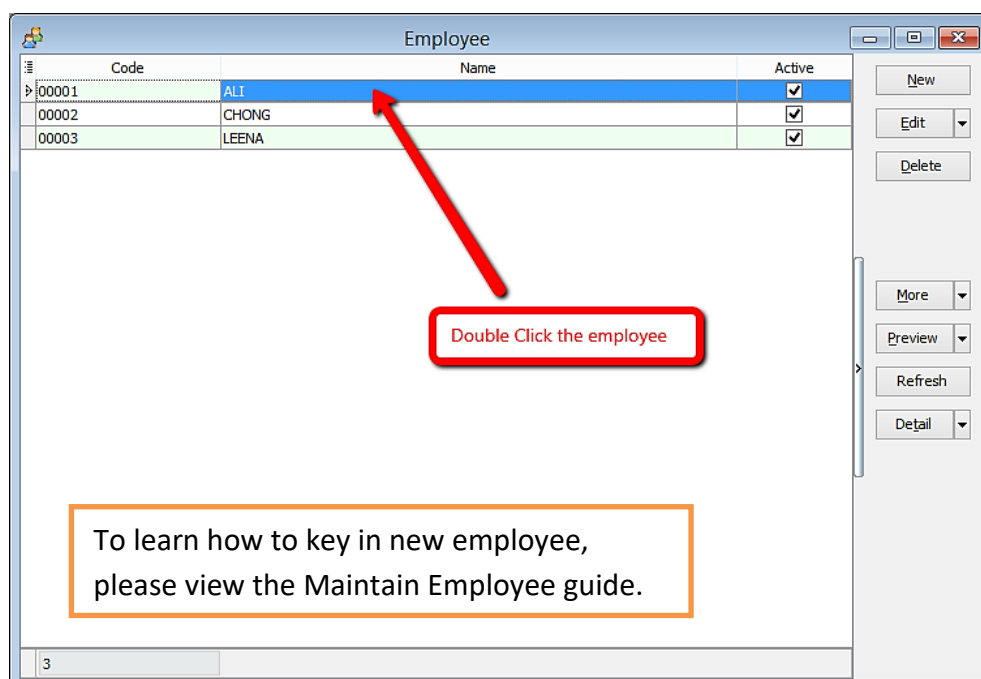 Employee
Code Name Active
00001 ALI
00002 CHONG
00003 LEENA
New
Edit
Delete
More
Preview
Refresh
Detail
Double Click the employee
To learn how to key in new employee,
please view the Maintain Employee guide.
3